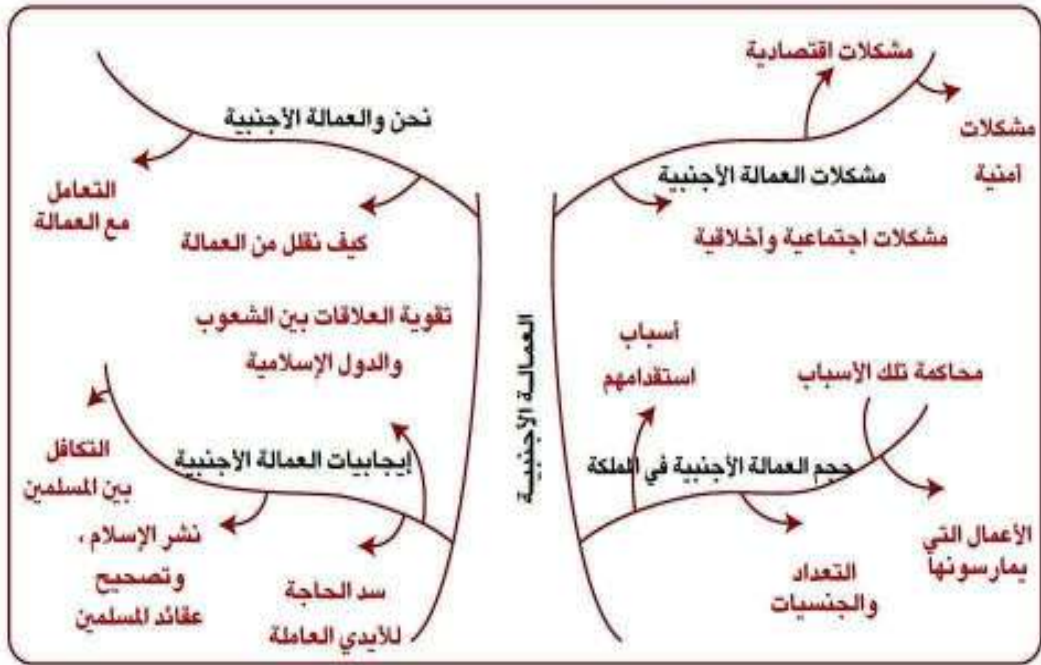 مشكلات اقتصادية
مشكلات
أمنية
مشكلات العمالة الأجنبية
مشكلات اجتماعية وأخلاقية
نحن والعمالة الأجنبية
التعامل
مع العمالة
كيف نقلل من العمالة
العمالة الأجنبية
أسباب
استقدامهم
محاكمة تلك الأسباب
حجم العمالة الأجنبية في المملكة
الأعمال التي
يمارسونها
التعداد
والجنسيات
تقوية العلاقات بين الشعوب
والدول الإسلامية
إيجابيات العمالة الأجنبية
التكافل
بين المسلمين
نشر الإسلام ،
وتصحيح
عقائد المسلمين
سد الحاجة
للأيدي العاملة